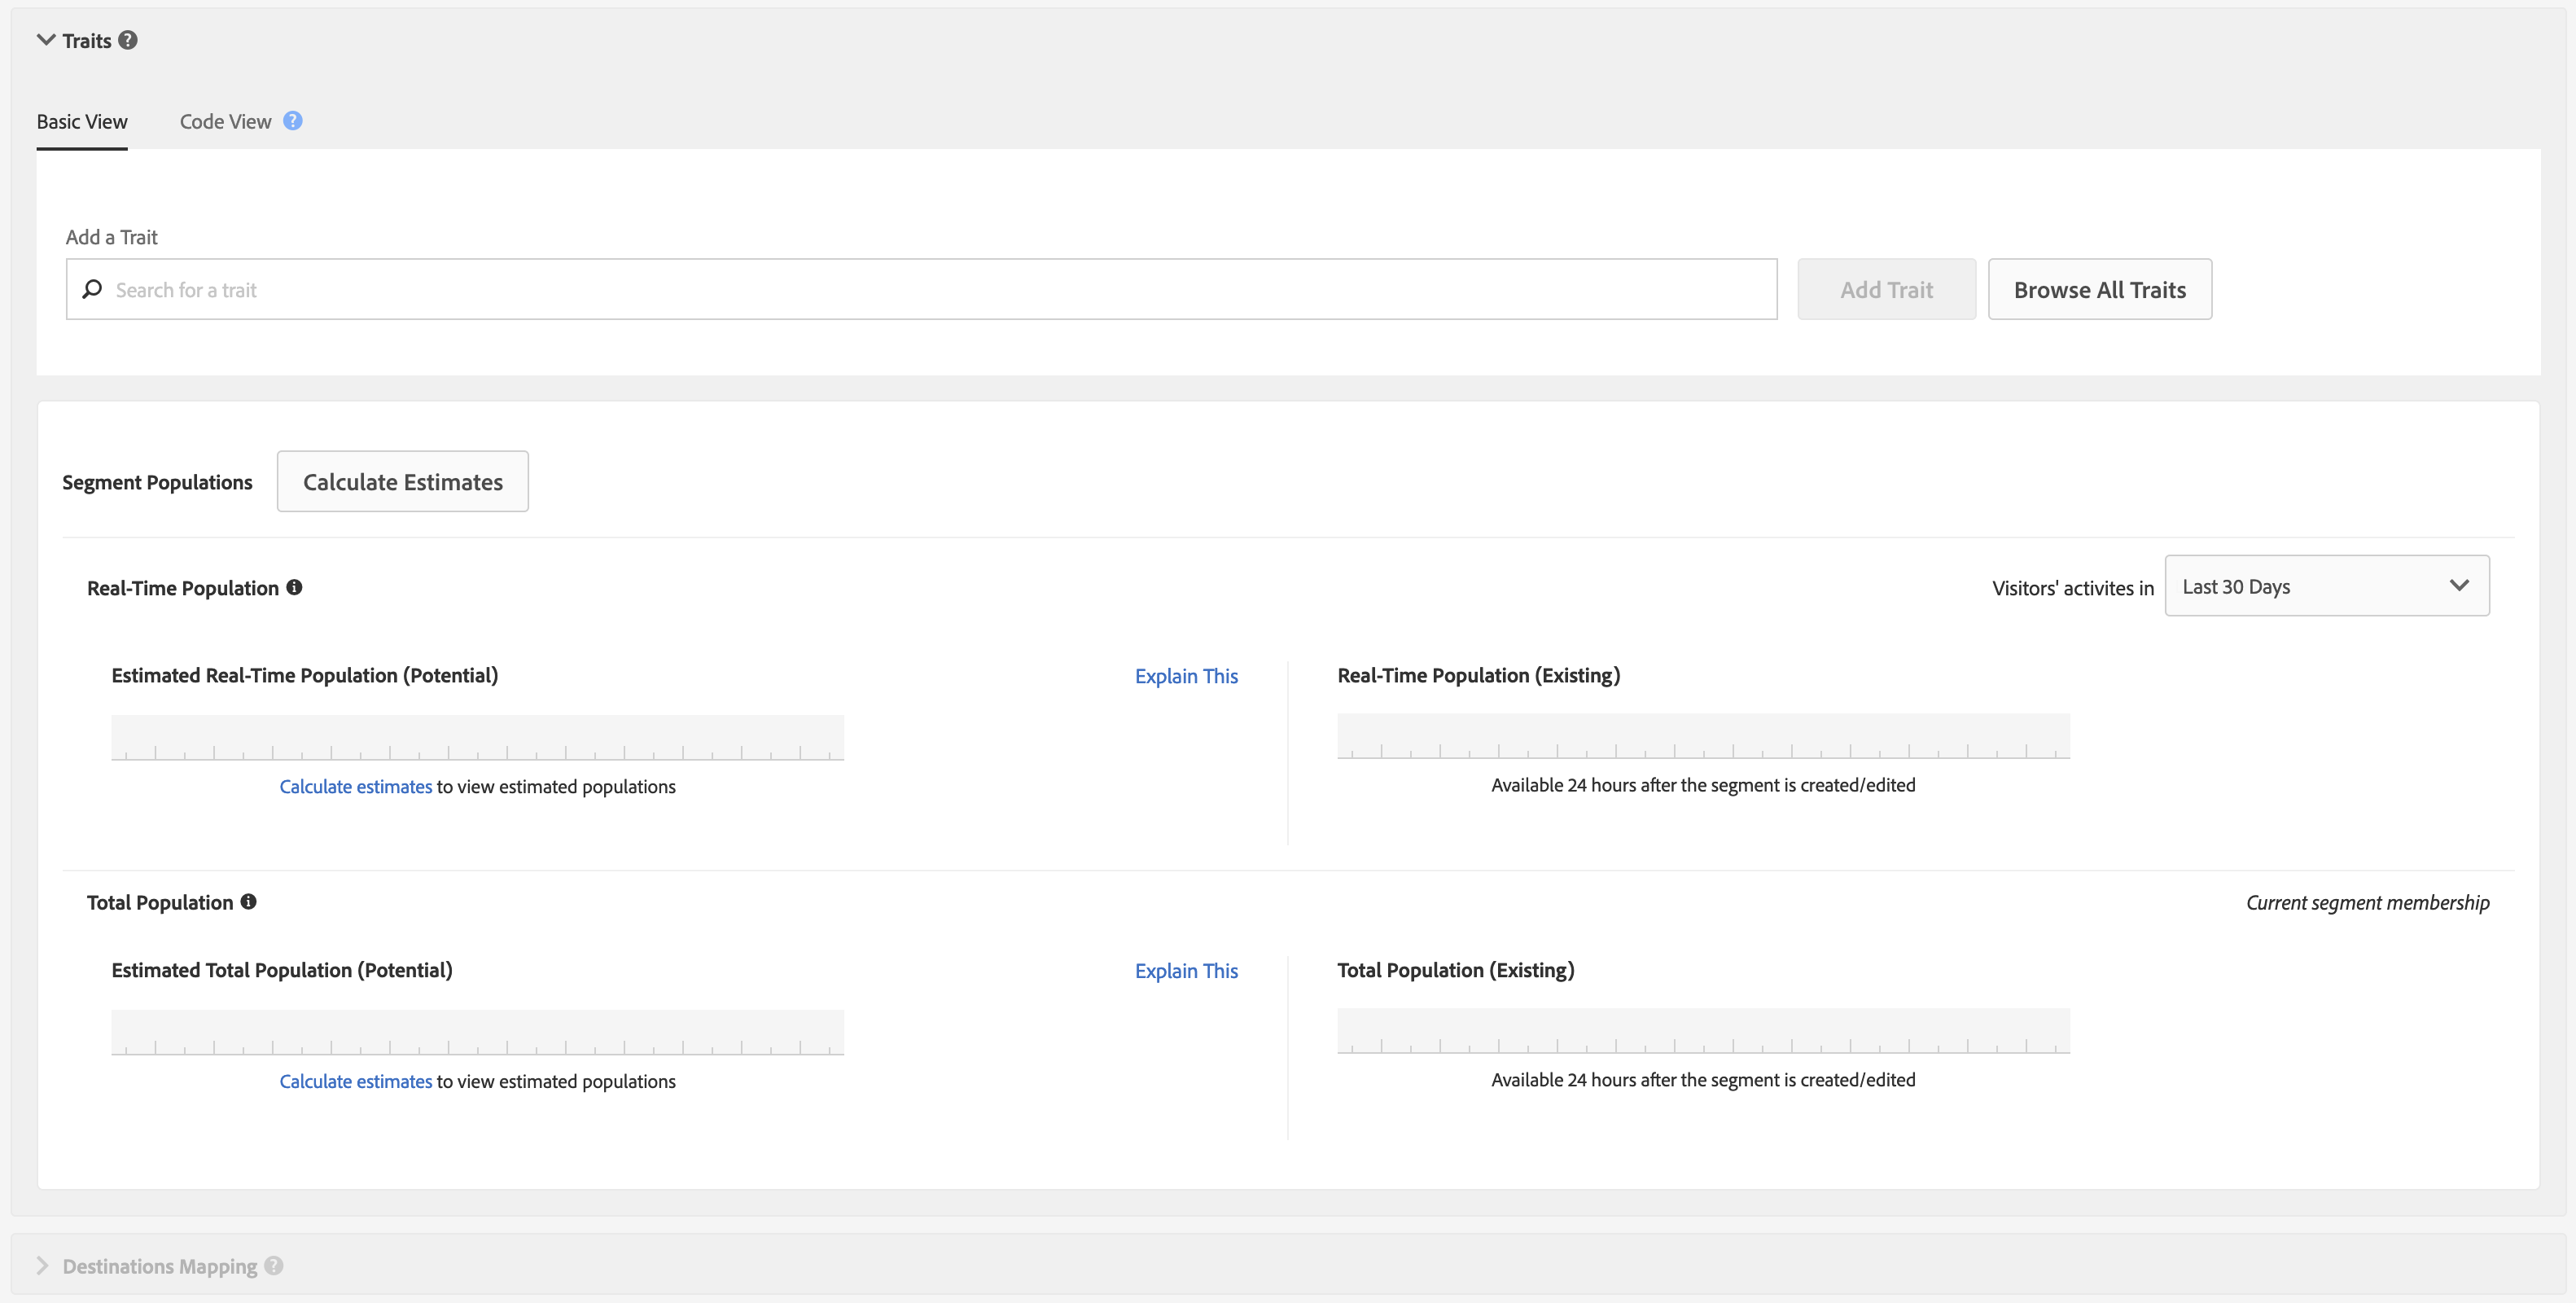 Traits
Basic View Code View
Add a Trait
Search for a trait Add Trait Browse All Traits
Segment Populations Calculate Estimates
Real-Time Population Visitors' activites in Last 30 Days
Estimated Real-Time Population (Potential) Explain This Real-Time Population (Existing)
Calculate estimates to view estimated populations Available 24 hours after the segment is created/edited
Total Population Current segment membership
Estimated Total Population (Potential) Explain This Total Population (Existing)
Calculate estimates to view estimated populations Available 24 hours after the segment is created/edited
Destinations Mapping